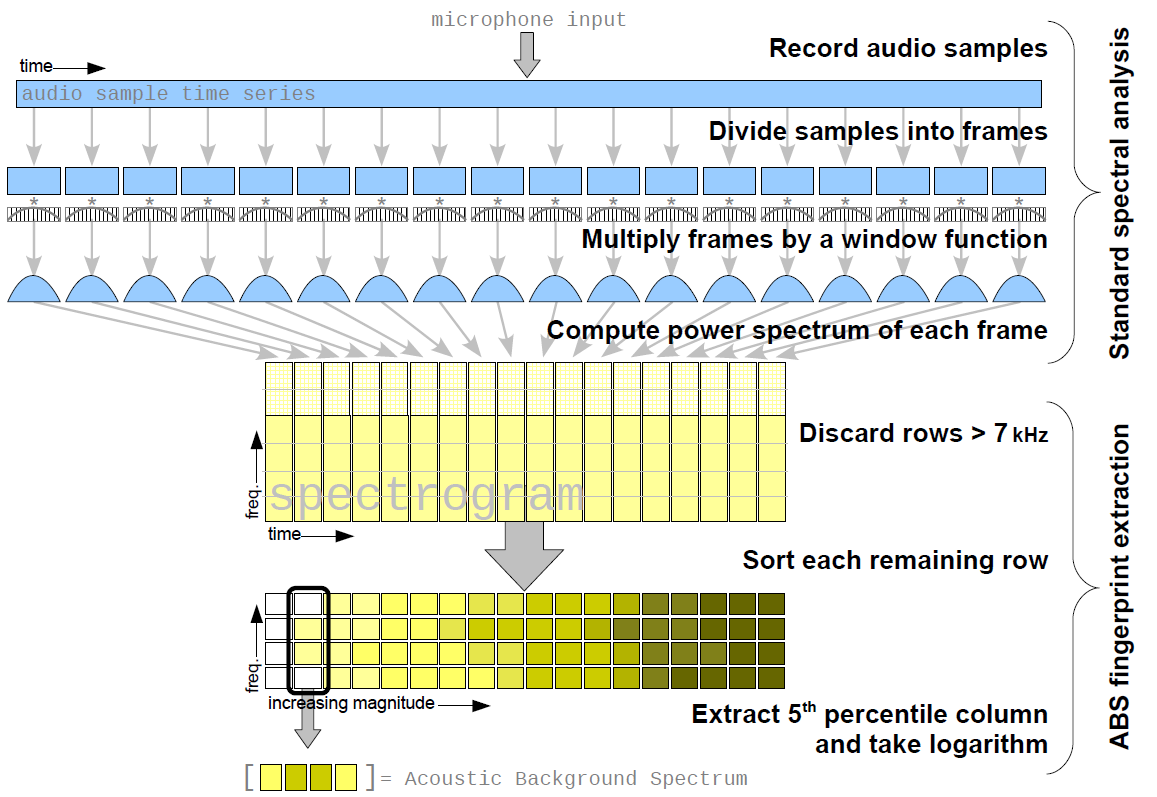 microphone input
Record audio samples
time
audio sample time series
Divide samples into frames
* * * * * * * * * * * * * * * * * *
Multiply frames by a window function
Compute power spectrum of each frame
Standard spectral analysis
Discard rows > 7 kHz
freq.
spectrogram
time
Sort each remaining row
freq.
increasing magnitude
Extract 5th percentile column
and take logarithm
ABS fingerprint extraction
[ ]= Acoustic Background Spectrum